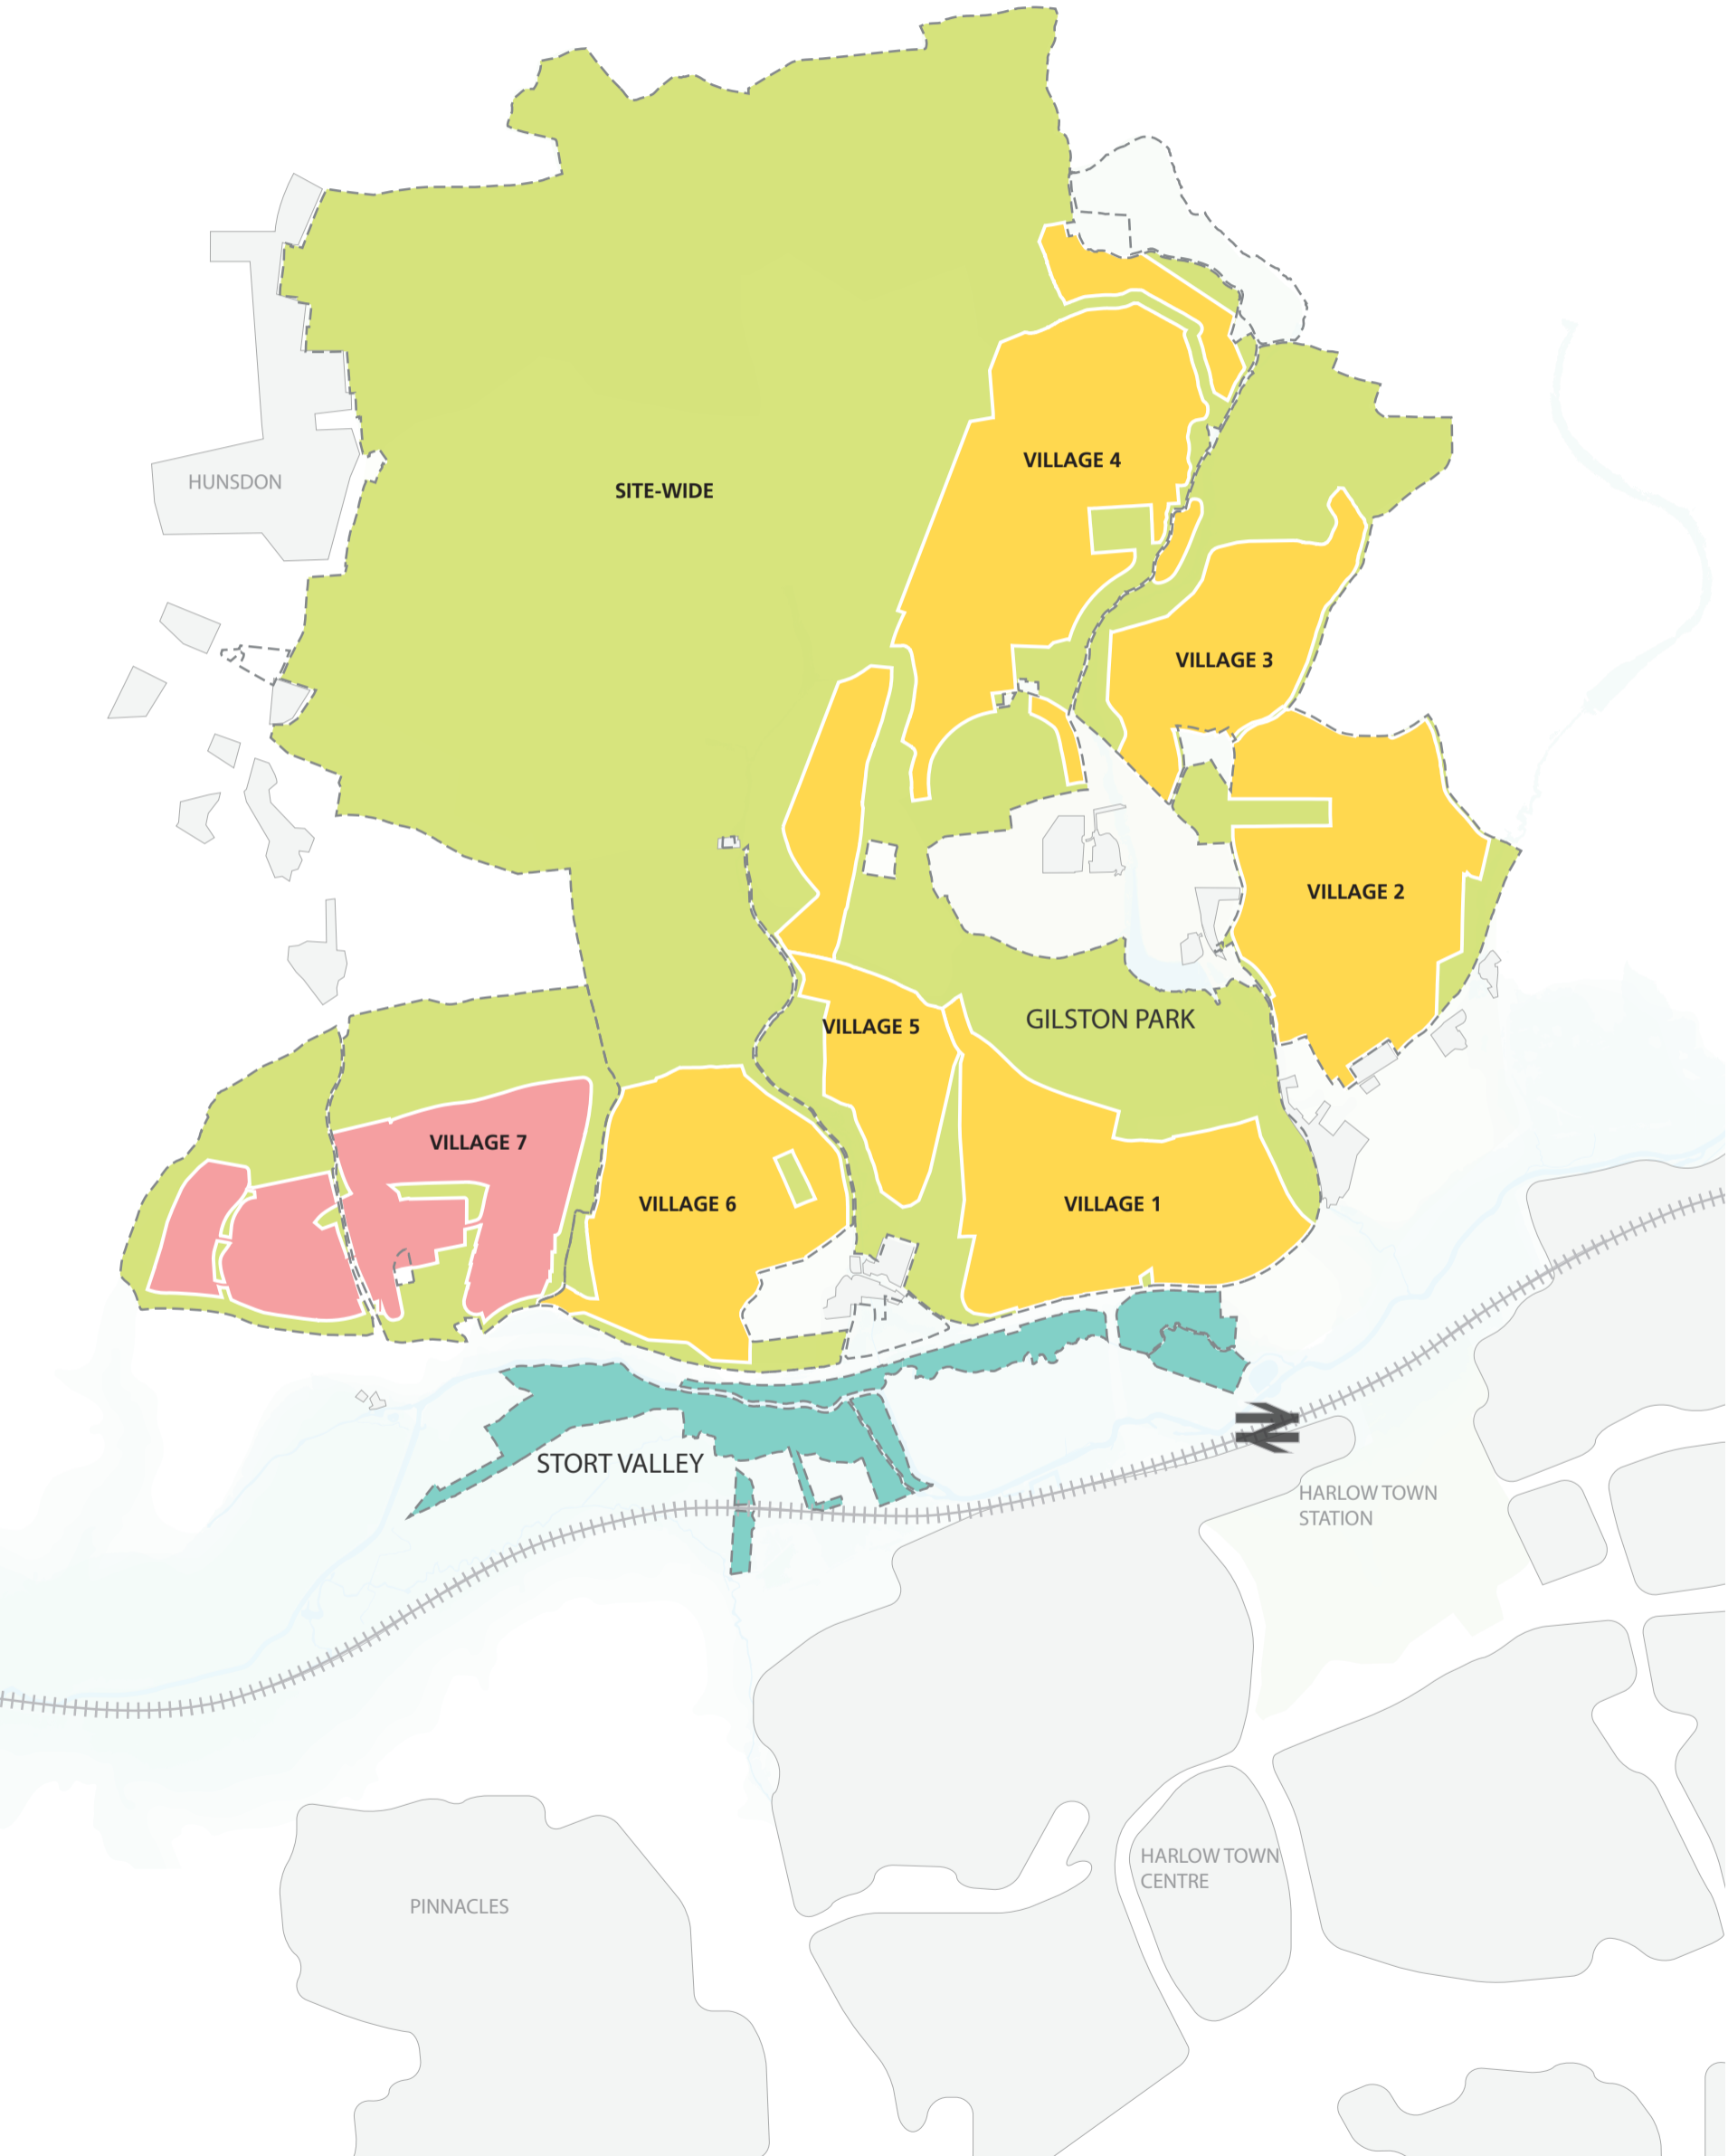 VILLAGE 4
HUNSDON
SITE-WIDE
VILLAGE 3
VILLAGE 2
GILSTON PARK
VILLAGE 5
VILLAGE 7
VILLAGE 6
VILLAGE 1
STORT VALLEY
HARLOW TOWN
STATION
HARLOW TOWN
CENTRE
PINNACLES